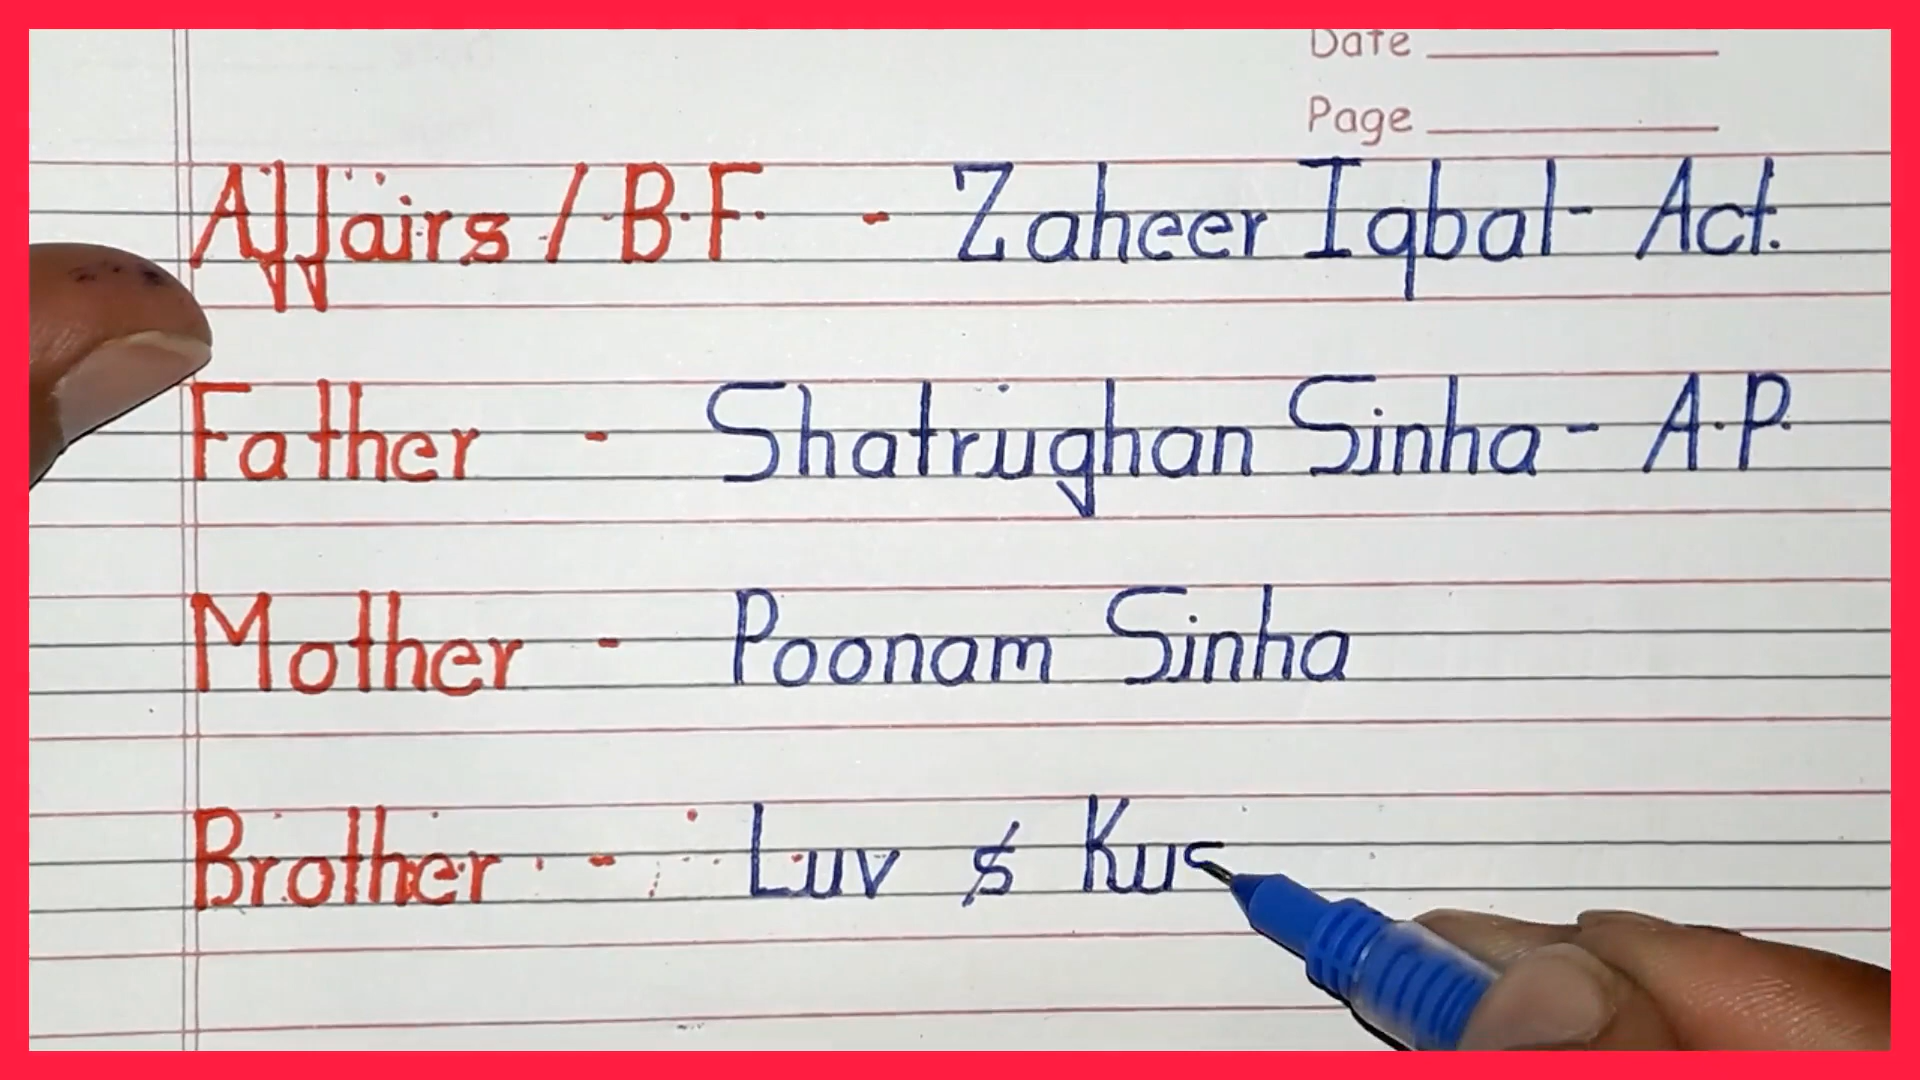 Date
Page
Affairs / B.F. - Zaheer Iqbal - Act.
Father - Shatrughan Sinha - A.P.
Mother - Poonam Sinha
Brother - Luv & Kus